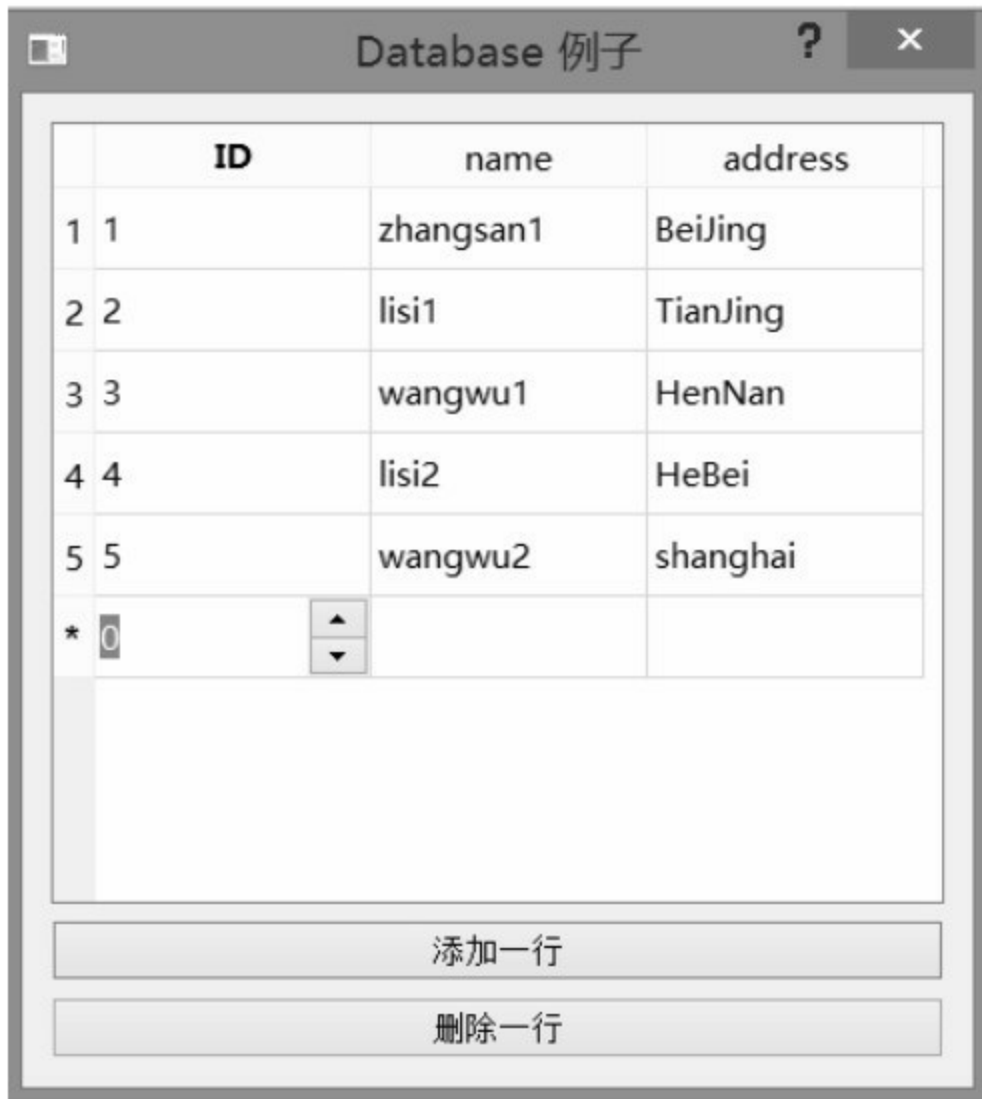 Database 例子
ID name address
1 1 zhangsan1 BeiJing
2 2 lisi1 TianJing
3 3 wangwu1 HenNan
4 4 lisi2 HeBei
5 5 wangwu2 shanghai
* 0
添加一行
删除一行